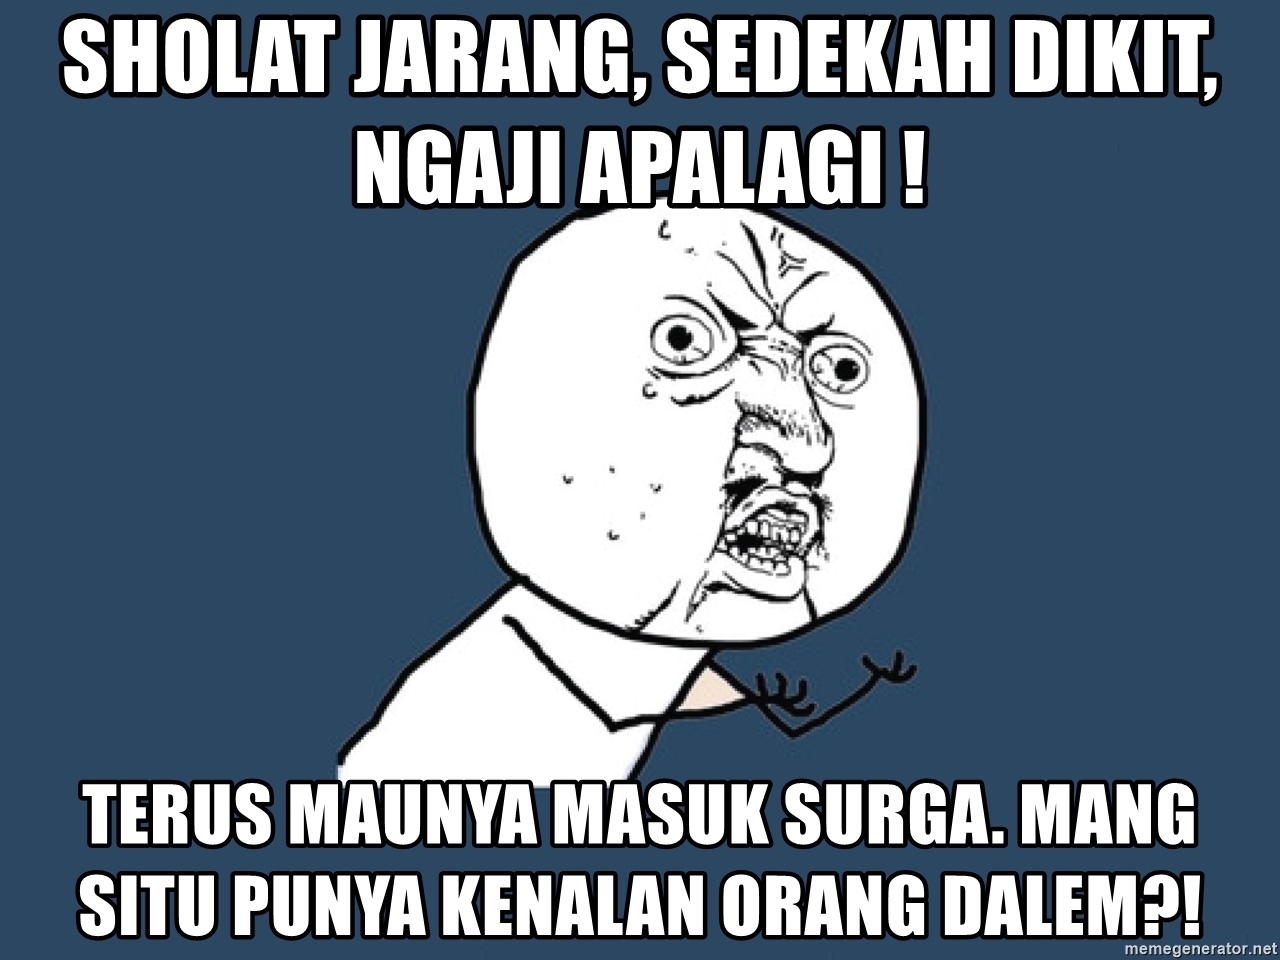 SHOLAT JARANG, SEDEKAH DIKIT,
NGAJI APALAGI !
TERUS MAUNYA MASUK SURGA. MANG
SITU PUNYA KENALAN ORANG DALEM?!
memegenerator.net